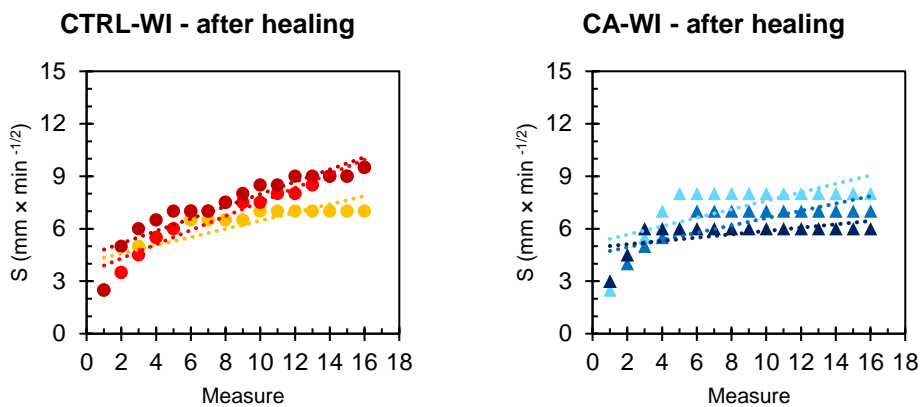 CTRL-WI - after healing
15
12
9
6
3
0
0 2 4 6 8 10 12 14 16 18
S (mm × min -1/2)
Measure
CA-WI - after healing
15
12
9
6
3
0
0 2 4 6 8 10 12 14 16 18
S (mm × min -1/2)
Measure